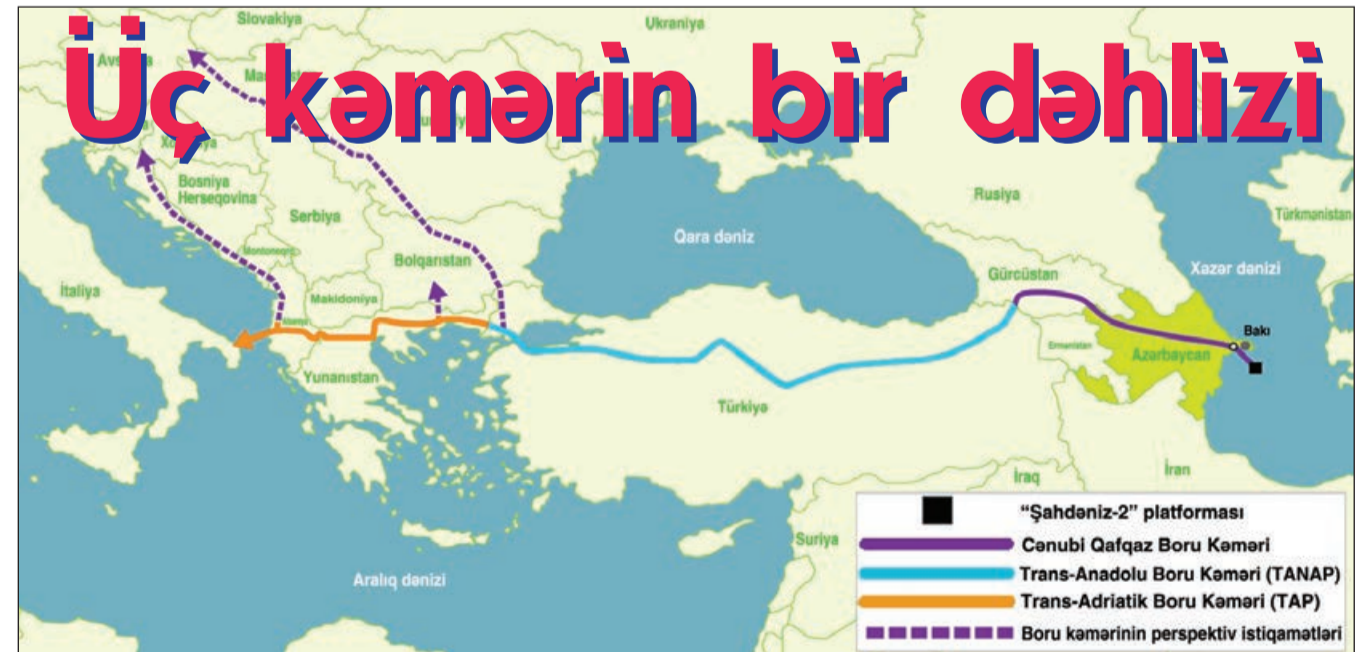 Üç kəmərin bir dəhlizi
Slovakiya
Ukraniya
Rusiya
Bosniya
Herseqovina
Serbiya
Türkmənistan
Qara dəniz
Montoneqro
Bolqarıstan
Gürcüstan
Xəzər dənizi
İtaliya
Makidoniya
Bakı
Ermənistan
Azərbaycan
Yunanıstan
Türkiyə
İraq
İran
Suriya
Aralıq dənizi
"Şahdəniz-2" platforması
Cənubi Qafqaz Boru Kəməri
Trans-Anadolu Boru Kəməri (TANAP)
Trans-Adriatik Boru Kəməri (TAP)
Boru kəmərinin perspektiv istiqamətləri